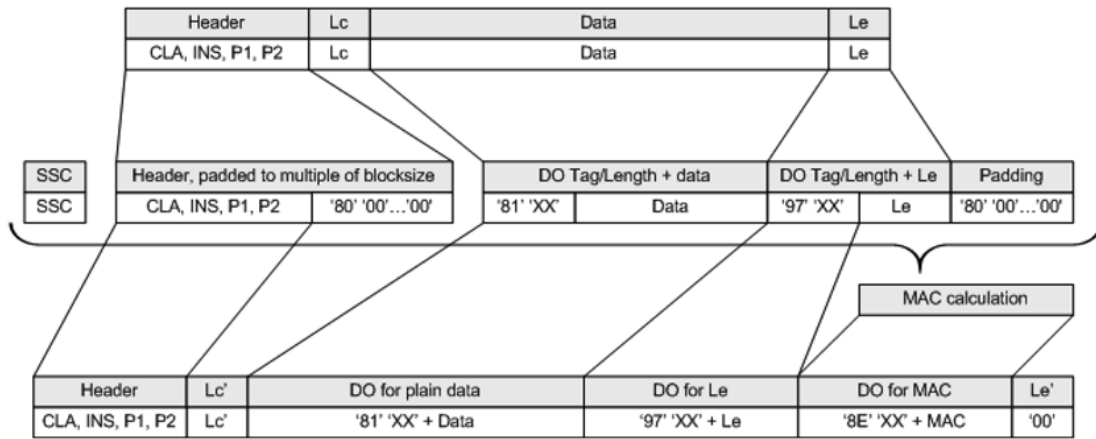 Header Lc Data Le
CLA, INS, P1, P2 Lc Data Le
SSC Header, padded to multiple of blocksize DO Tag/Length + data DO Tag/Length + Le Padding
SSC CLA, INS, P1, P2 '80' '00'...'00' '81' 'XX' Data '97' 'XX' Le '80' '00'...'00'
MAC calculation
Header Lc' DO for plain data DO for Le DO for MAC Le'
CLA, INS, P1, P2 Lc' '81' 'XX' + Data '97' 'XX' + Le '8E' 'XX' + MAC '00'